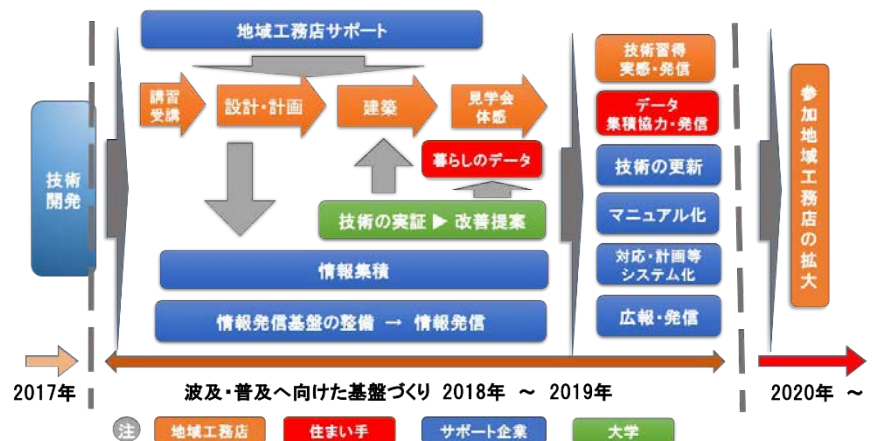 地域工務店サポート
講習
受講
設計・計画
建築
見学会
体感
暮らしのデータ
技術の実証 ▶ 改善提案
情報集積
情報発信基盤の整備 → 情報発信
技術
開発
技術習得
実感・発信
データ
集積協力・発信
技術の更新
マニュアル化
対応・計画等
システム化
広報・発信
参加地域工務店の拡大
2017年
波及・普及へ向けた基盤づくり 2018年 ～ 2019年
2020年 ～
注
地域工務店
住まい手
サポート企業
大学